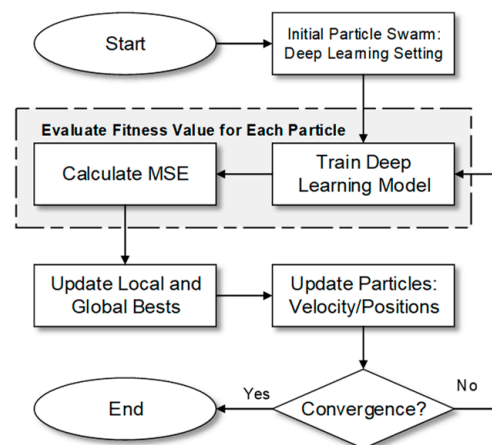 Start
Initial Particle Swarm:
Deep Learning Setting
Evaluate Fitness Value for Each Particle
Calculate MSE
Train Deep
Learning Model
Update Local and
Global Bests
Update Particles:
Velocity/Positions
End
Yes
Convergence?
No